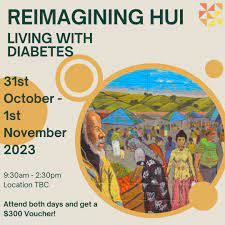 REIMAGINING HUI
LIVING WITH
DIABETES
31st
October -
1st
November
2023
9:30am - 2:30pm
Location TBC
Attend both days and get a
$300 Voucher!